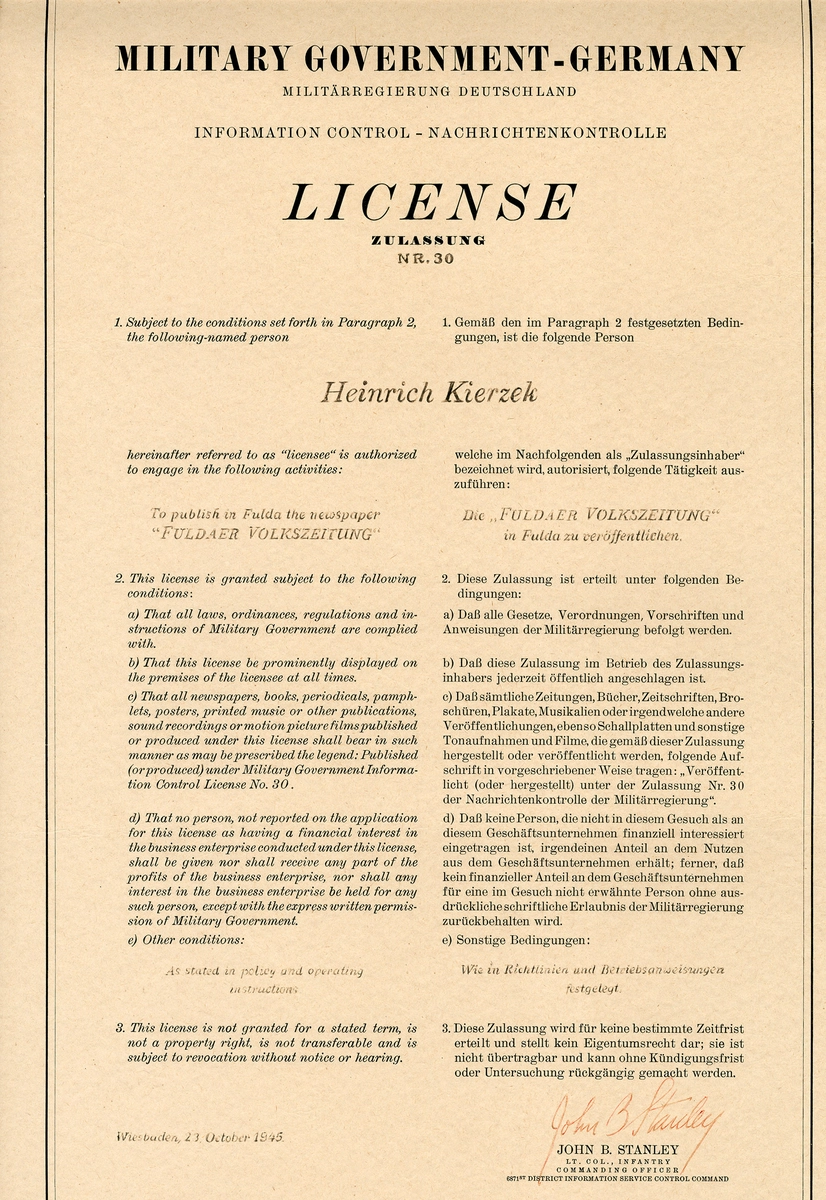 MILITARY GOVERNMENT-GERMANY
MILITÄRREGIERUNG DEUTSCHLAND
INFORMATION CONTROL – NACHRICHTENKONTROLLE
LICENSE
ZULASSUNG
NR. 30
1. Subject to the conditions set forth in Paragraph 2,
the following-named person
1. Gemäß den im Paragraph 2 festgesetzten Bedin-
gungen, ist die folgende Person
Heinrich Kierzek
hereinafter referred to as “licensee“ is authorized
to engage in the following activities:
welche im Nachfolgenden als „Zulassungsinhaber“
bezeichnet wird, autorisiert, folgende Tätigkeit aus-
zuführen:
To publish in Fulda the newspaper
“FULDAER VOLKSZEITUNG“
Die „FULDAER VOLKSZEITUNG“
in Fulda zu veröffentlichen.
2. This license is granted subject to the following
conditions:
a) That all laws, ordinances, regulations and in-
structions of Military Government are complied
with.
b) That this license be prominently displayed on
the premises of the licensee at all times.
c) That all newspapers, books, periodicals, pamph-
lets, posters, printed music or other publications,
sound recordings or motion picture films published
or produced under this license shall bear in such
manner as may be prescribed the legend: Published
(or produced) under Military Government Informa-
tion Control License No. 30.
d) That no person, not reported on the application
for this license as having a financial interest in
the business enterprise conducted under this license,
shall be given nor shall receive any part of the
profits of the business enterprise, nor shall any
interest in the business enterprise be held for any
such person, except with the express written permis-
sion of Military Government.
e) Other conditions:
As stated in policy and operating
instructions
3. This license is not granted for a stated term, is
not a property right, is not transferable and is
subject to revocation without notice or hearing.
2. Diese Zulassung ist erteilt unter folgenden Be-
dingungen:
a) Daß alle Gesetze, Verordnungen, Vorschriften und
Anweisungen der Militärregierung befolgt werden.
b) Daß diese Zulassung im Betrieb des Zulassungs-
inhabers jederzeit öffentlich angeschlagen ist.
c) Daß sämtliche Zeitungen, Bücher, Zeitschriften, Bro-
schüren, Plakate, Musikalien oder irgendwelche andere
Veröffentlichungen, ebenso Schallplatten und sonstige
Tonaufnahmen und Filme, die gemäß dieser Zulassung
hergestellt oder veröffentlicht werden, folgende Auf-
schrift in vorgeschriebener Weise tragen: „Veröffent-
licht (oder hergestellt) unter der Zulassung Nr. 30
der Nachrichtenkontrolle der Militärregierung“.
d) Daß keine Person, die nicht in diesem Gesuch als an
diesem Geschäftsunternehmen finanziell interessiert
eingetragen ist, irgendeinen Anteil an dem Nutzen
aus dem Geschäftsunternehmen erhält; ferner, daß
kein finanzieller Anteil an dem Geschäftsunternehmen
für eine im Gesuch nicht erwähnte Person ohne aus-
drückliche schriftliche Erlaubnis der Militärregierung
zurückbehalten wird.
e) Sonstige Bedingungen:
Wie in Richtlinien und Betriebsanweisungen
festgelegt.
3. Diese Zulassung wird für keine bestimmte Zeitfrist
erteilt und stellt kein Eigentumsrecht dar; sie ist
nicht übertragbar und kann ohne Kündigungsfrist
oder Untersuchung rückgängig gemacht werden.
Wiesbaden, 23. October 1945.
John B Stanley
JOHN B. STANLEY
LT. COL., INFANTRY
COMMANDING OFFICER
6871ST DISTRICT INFORMATION SERVICE CONTROL COMMAND